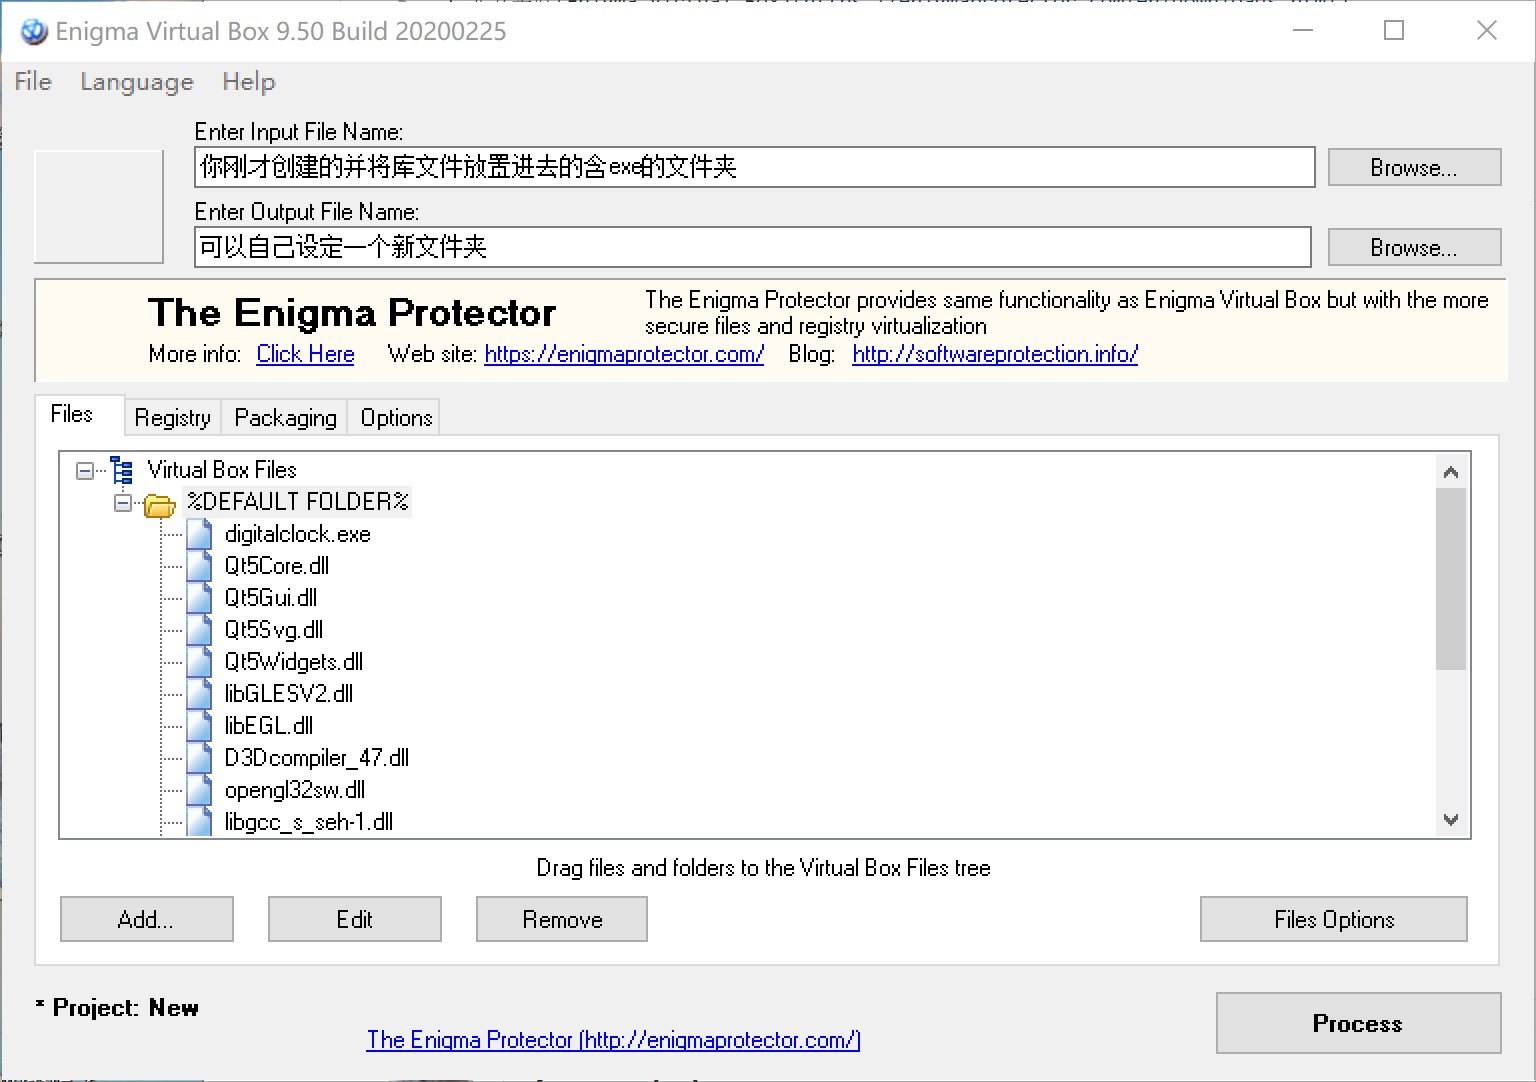 Enigma Virtual Box 9.50 Build 20200225
File Language Help
Enter Input File Name:
你刚才创建的并将库文件放置进去的含exe的文件夹
Browse...
Enter Output File Name:
可以自己设定一个新文件夹
Browse...
The Enigma Protector
The Enigma Protector provides same functionality as Enigma Virtual Box but with the more
secure files and registry virtualization
More info: Click Here Web site: https://enigmaprotector.com/ Blog: http://softwareprotection.info/
Files Registry Packaging Options
Virtual Box Files
%DEFAULT FOLDER%
digitalclock.exe
Qt5Core.dll
Qt5Gui.dll
Qt5Svg.dll
Qt5Widgets.dll
libGLESV2.dll
libEGL.dll
D3Dcompiler_47.dll
opengl32sw.dll
libgcc_s_seh-1.dll
Drag files and folders to the Virtual Box Files tree
Add... Edit Remove Files Options
* Project: New
The Enigma Protector (http://enigmaprotector.com/)
Process